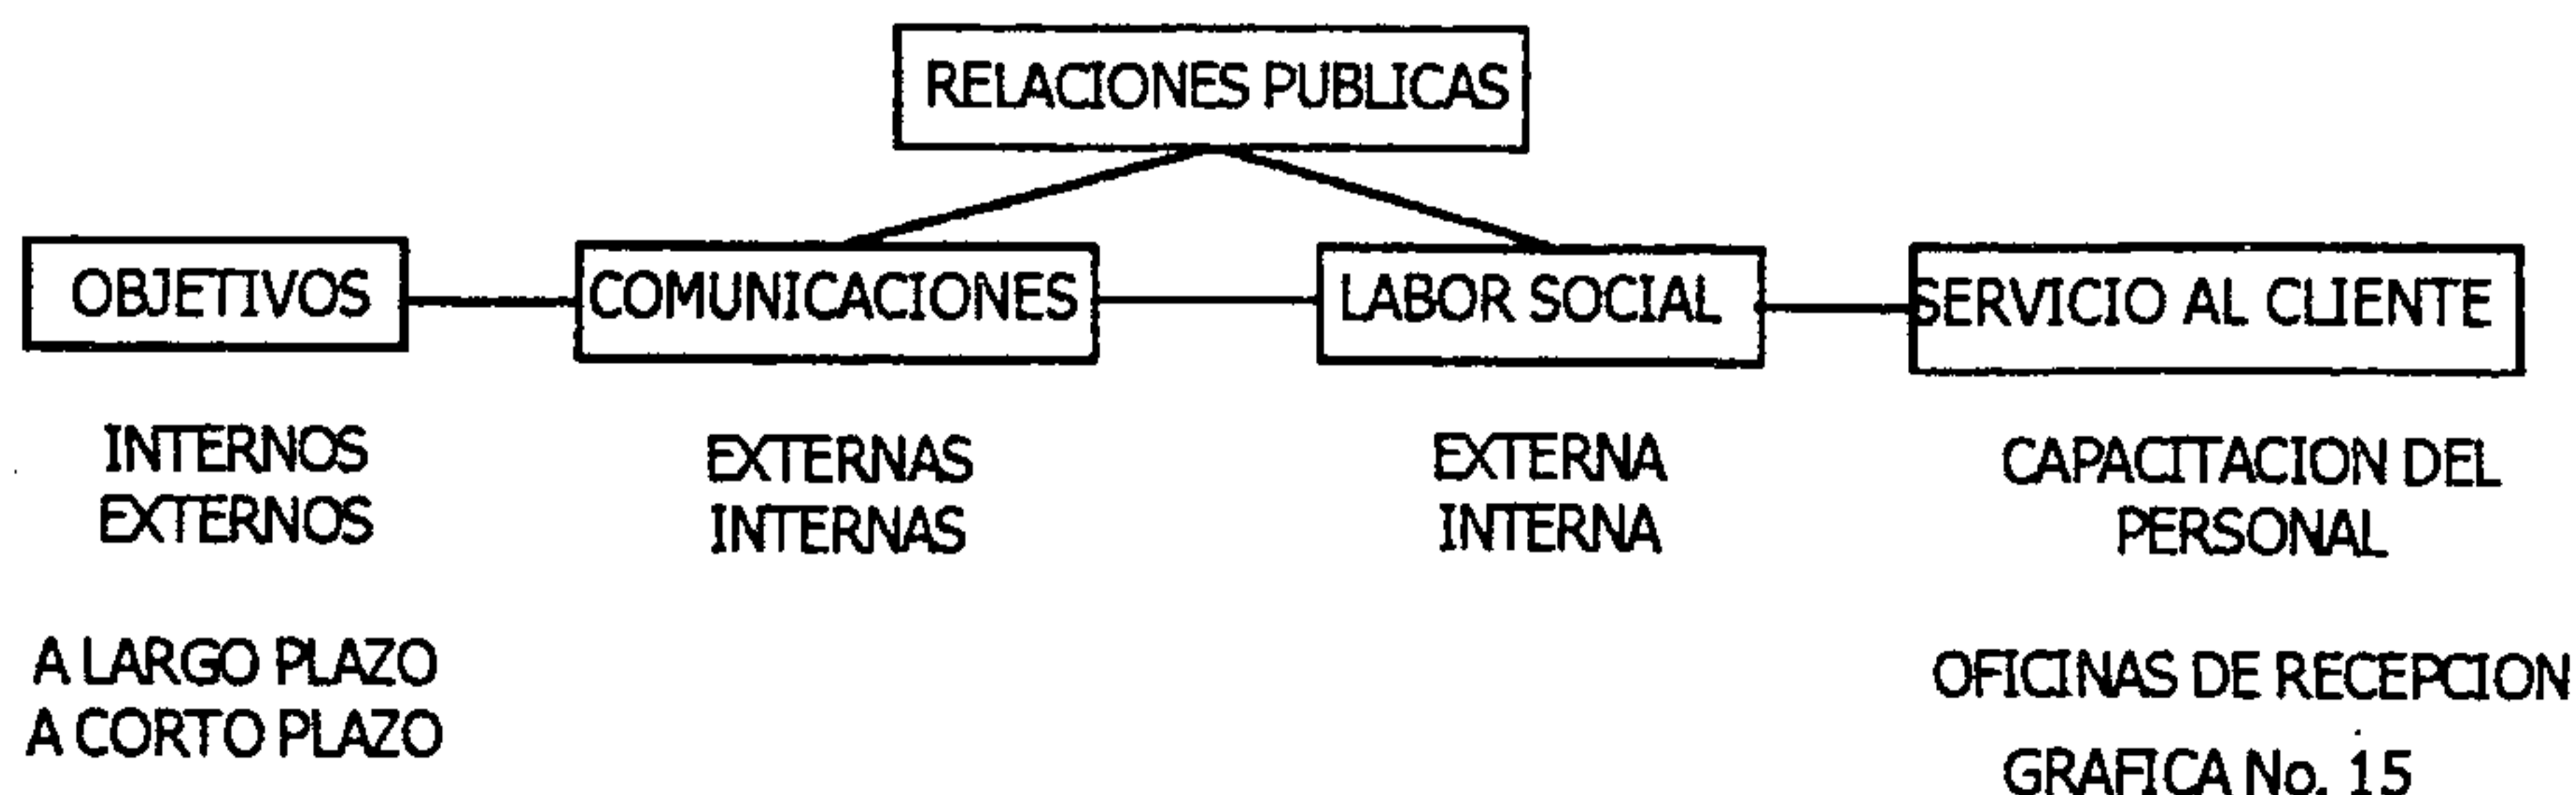 RELACIONES PUBLICAS
OBJETIVOS
COMUNICACIONES
LABOR SOCIAL
SERVICIO AL CLIENTE
INTERNOS
EXTERNOS
EXTERNAS
INTERNAS
EXTERNA
INTERNA
CAPACITACION DEL
PERSONAL
A LARGO PLAZO
A CORTO PLAZO
OFICINAS DE RECEPCION
GRAFICA No. 15